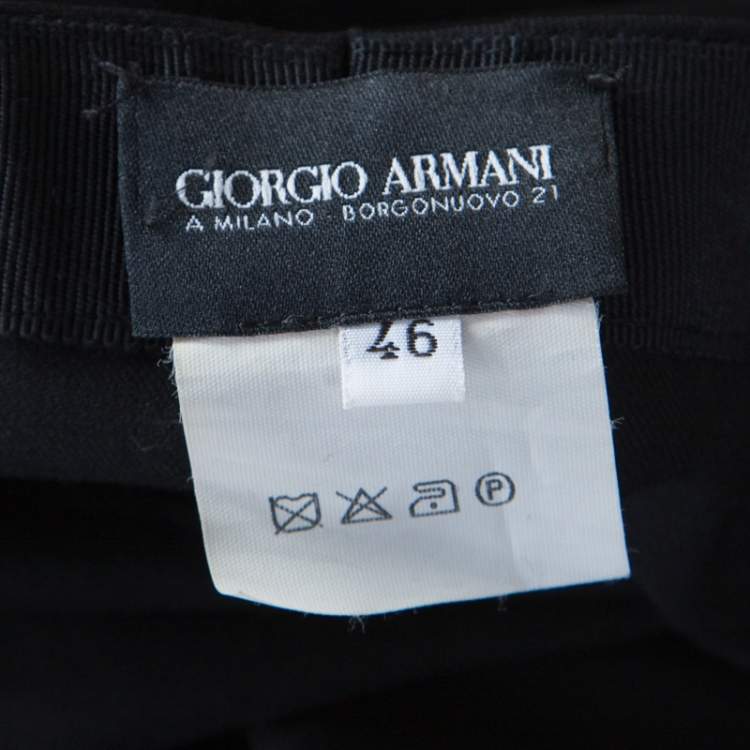 GIORGIO ARMANI
A MILANO - BORGONUOVO 21
46
P